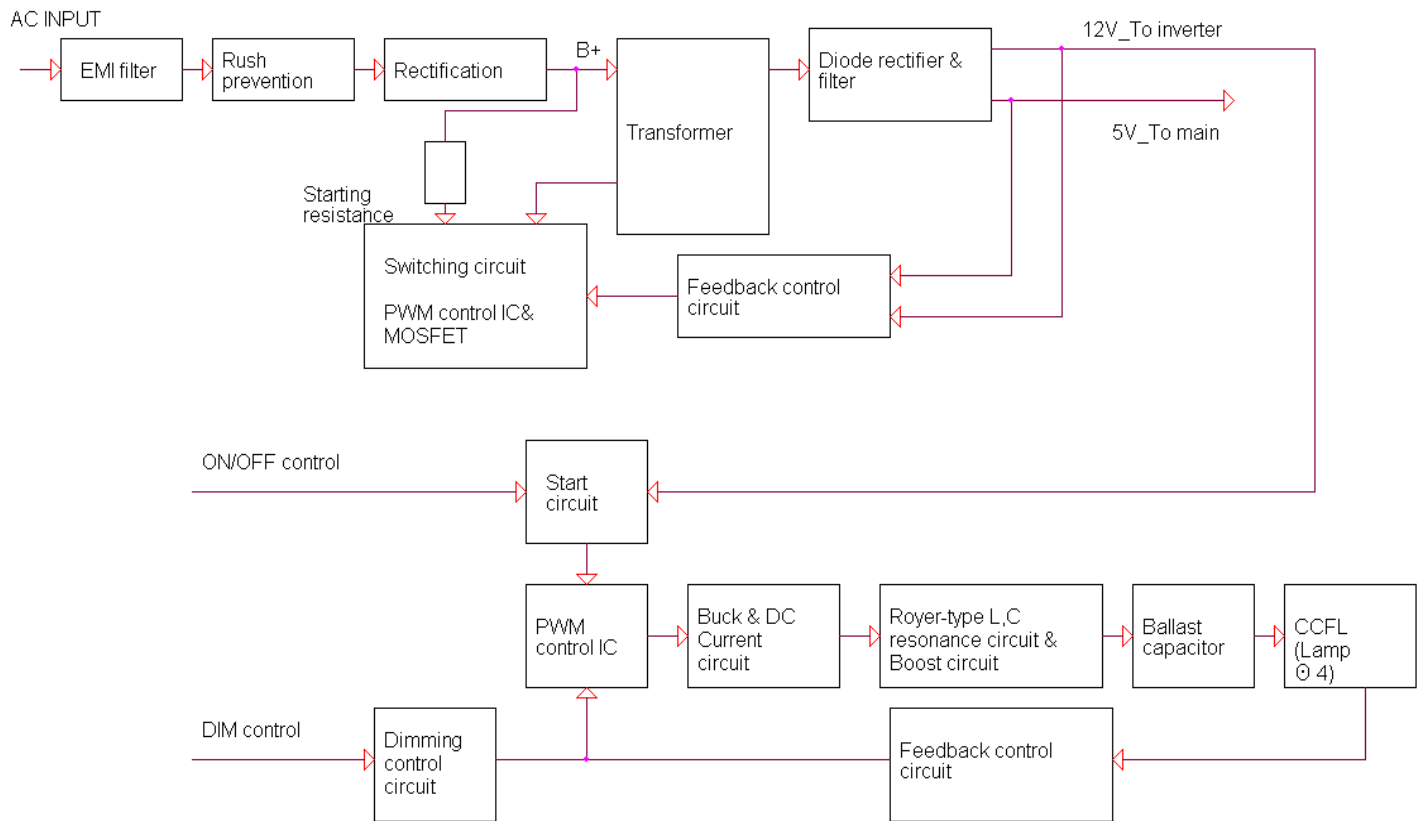 AC INPUT
EMI filter
Rush
prevention
Rectification
B+
Transformer
Diode rectifier &
filter
12V_To inverter
5V_To main
Starting
resistance
Switching circuit
PWM control IC&
MOSFET
Feedback control
circuit
ON/OFF control
Start
circuit
PWM
control IC
Buck & DC
Current
circuit
Royer-type L,C
resonance circuit &
Boost circuit
Ballast
capacitor
CCFL
(Lamp
⊙ 4)
DIM control
Dimming
control
circuit
Feedback control
circuit